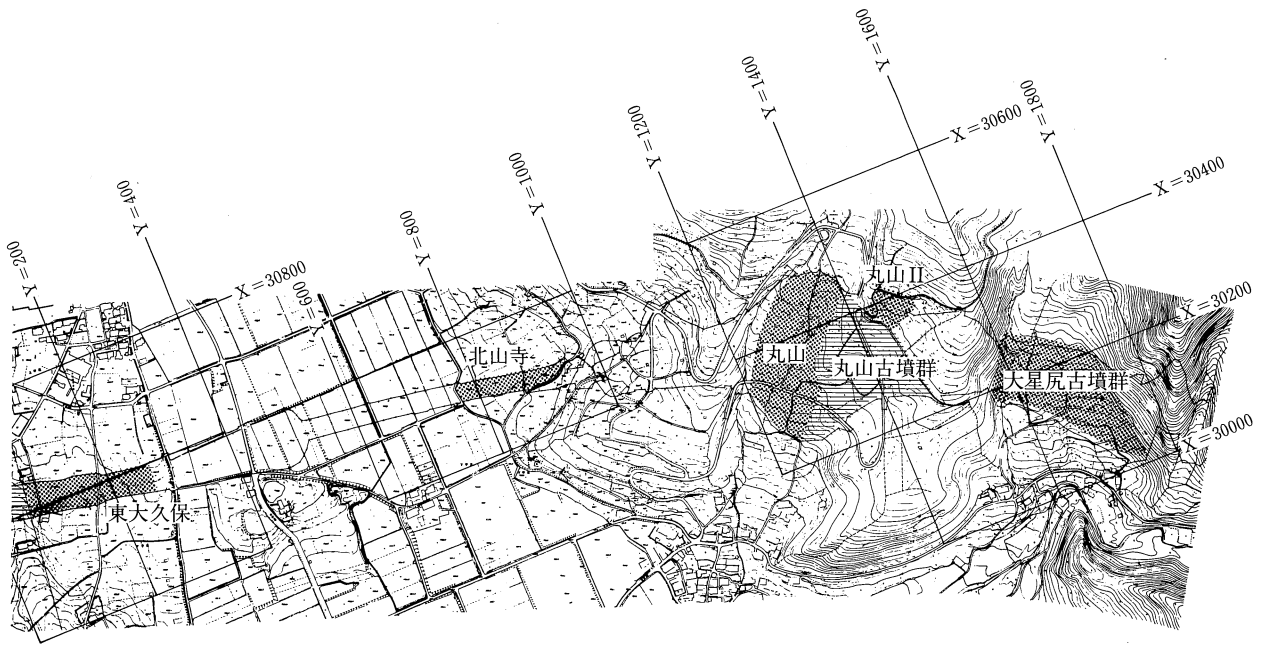 Y=200
Y=400
Y=600
Y=800
Y=1000
Y=1200
Y=1400
Y=1600
Y=1800
X=30800
X=30600
X=30400
X=30200
X=30000
東大久保
北山寺
丸山
丸山II
丸山古墳群
大星尻古墳群